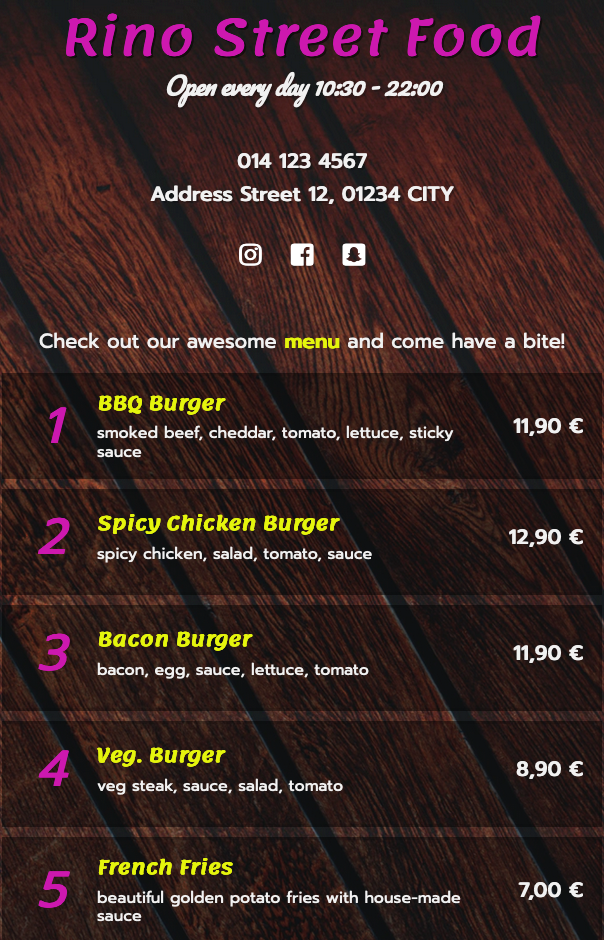 Rino Street Food
Open every day 10:30 - 22:00
014 123 4567
Address Street 12, 01234 CITY
Check out our awesome menu and come have a bite!
1
BBQ Burger
smoked beef, cheddar, tomato, lettuce, sticky
sauce
11,90 €
2
Spicy Chicken Burger
spicy chicken, salad, tomato, sauce
12,90 €
3
Bacon Burger
bacon, egg, sauce, lettuce, tomato
11,90 €
4
Veg. Burger
veg steak, sauce, salad, tomato
8,90 €
5
French Fries
beautiful golden potato fries with house-made
sauce
7,00 €